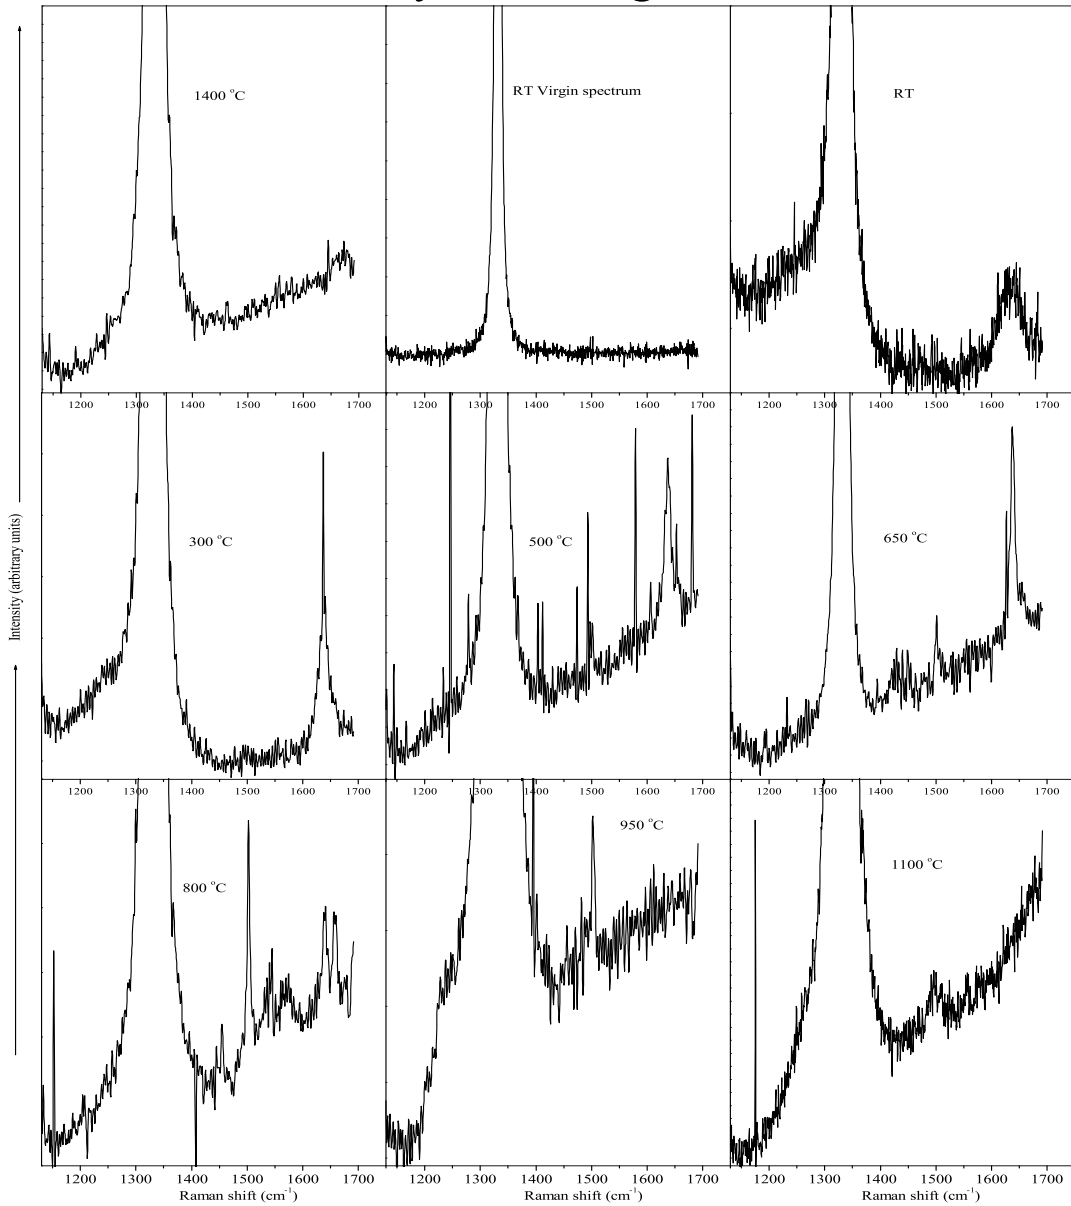 1400 °C
RT Virgin spectrum
RT
1200 1300 1400 1500 1600 1700
1200 1300 1400 1500 1600 1700
1200 1300 1400 1500 1600 1700
Intensity (arbitrary units)
300 °C
500 °C
650 °C
1200 1300 1400 1500 1600 1700
1200 1300 1400 1500 1600 1700
1200 1300 1400 1500 1600 1700
800 °C
950 °C
1100 °C
1200 1300 1400 1500 1600 1700
1200 1300 1400 1500 1600 1700
1200 1300 1400 1500 1600 1700
Raman shift (cm⁻¹)
Raman shift (cm⁻¹)
Raman shift (cm⁻¹)